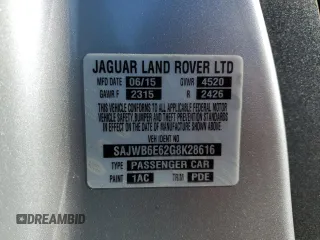 JAGUAR LAND ROVER LTD
MFG DATE 06/15 GVWR 4520
GAWR F 2315 R 2426
THIS VEHICLE CONFORMS TO ALL APPLICABLE FEDERAL MOTOR
VEHICLE SAFETY, BUMPER AND THEFT PREVENTION STANDARDS
IN EFFECT ON THE DATE OF MANUFACTURE SHOWN ABOVE.
VEH IDENT NO
SAJWB6E62G8K28616
TYPE PASSENGER CAR
PAINT 1AC TRIM PDE
DREAMBID